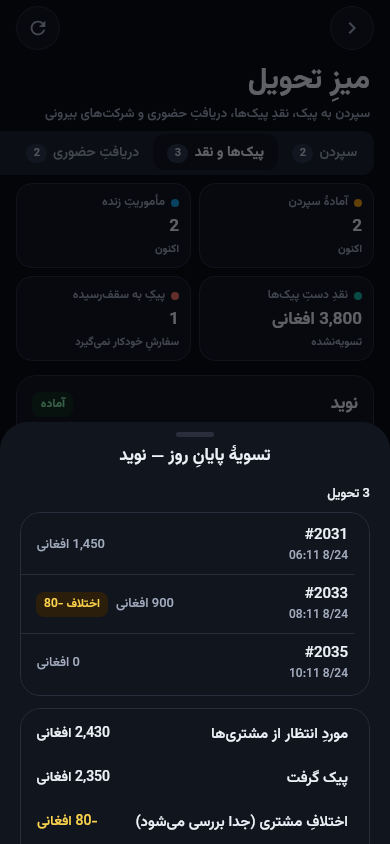 میزِ تحویل
سپردن به پیک، نقدِ پیک‌ها، دریافتِ حضوری و شرکت‌های بیرونی
سپردن 2
پیک‌ها و نقد 3
دریافتِ حضوری 2
آمادهٔ سپردن
2
اکنون
مأموریتِ زنده
2
اکنون
نقدِ دستِ پیک‌ها
3,800 افغانی
تسویه‌نشده
پیکِ به سقف‌رسیده
1
سفارشِ خودکار نمی‌گیرد
نوید
آماده
تسویهٔ پایانِ روز — نوید
3 تحویل
#2031
8/24 06:11
1,450 افغانی
#2033
8/24 08:11
900 افغانی
اختلاف -80
#2035
8/24 10:11
0 افغانی
موردِ انتظار از مشتری‌ها
2,430 افغانی
پیک گرفت
2,350 افغانی
اختلافِ مشتری (جدا بررسی می‌شود)
-80 افغانی